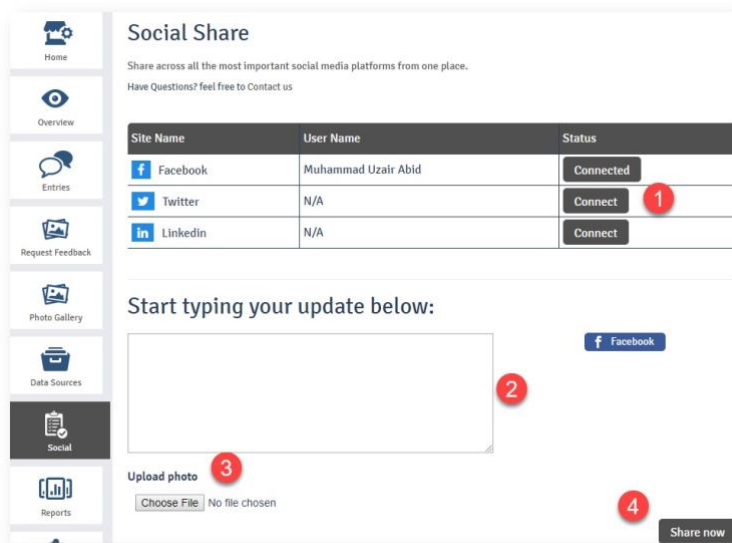 Home
Overview
Entries
Request Feedback
Photo Gallery
Data Sources
Social
Reports
Social Share
Share across all the most important social media platforms from one place.
Have Questions? feel free to Contact us
Site Name User Name Status
f Facebook Muhammad Uzair Abid Connected
Twitter N/A Connect 1
in Linkedin N/A Connect
Start typing your update below:
f Facebook
2
Upload photo 3
Choose File No file chosen
4
Share now